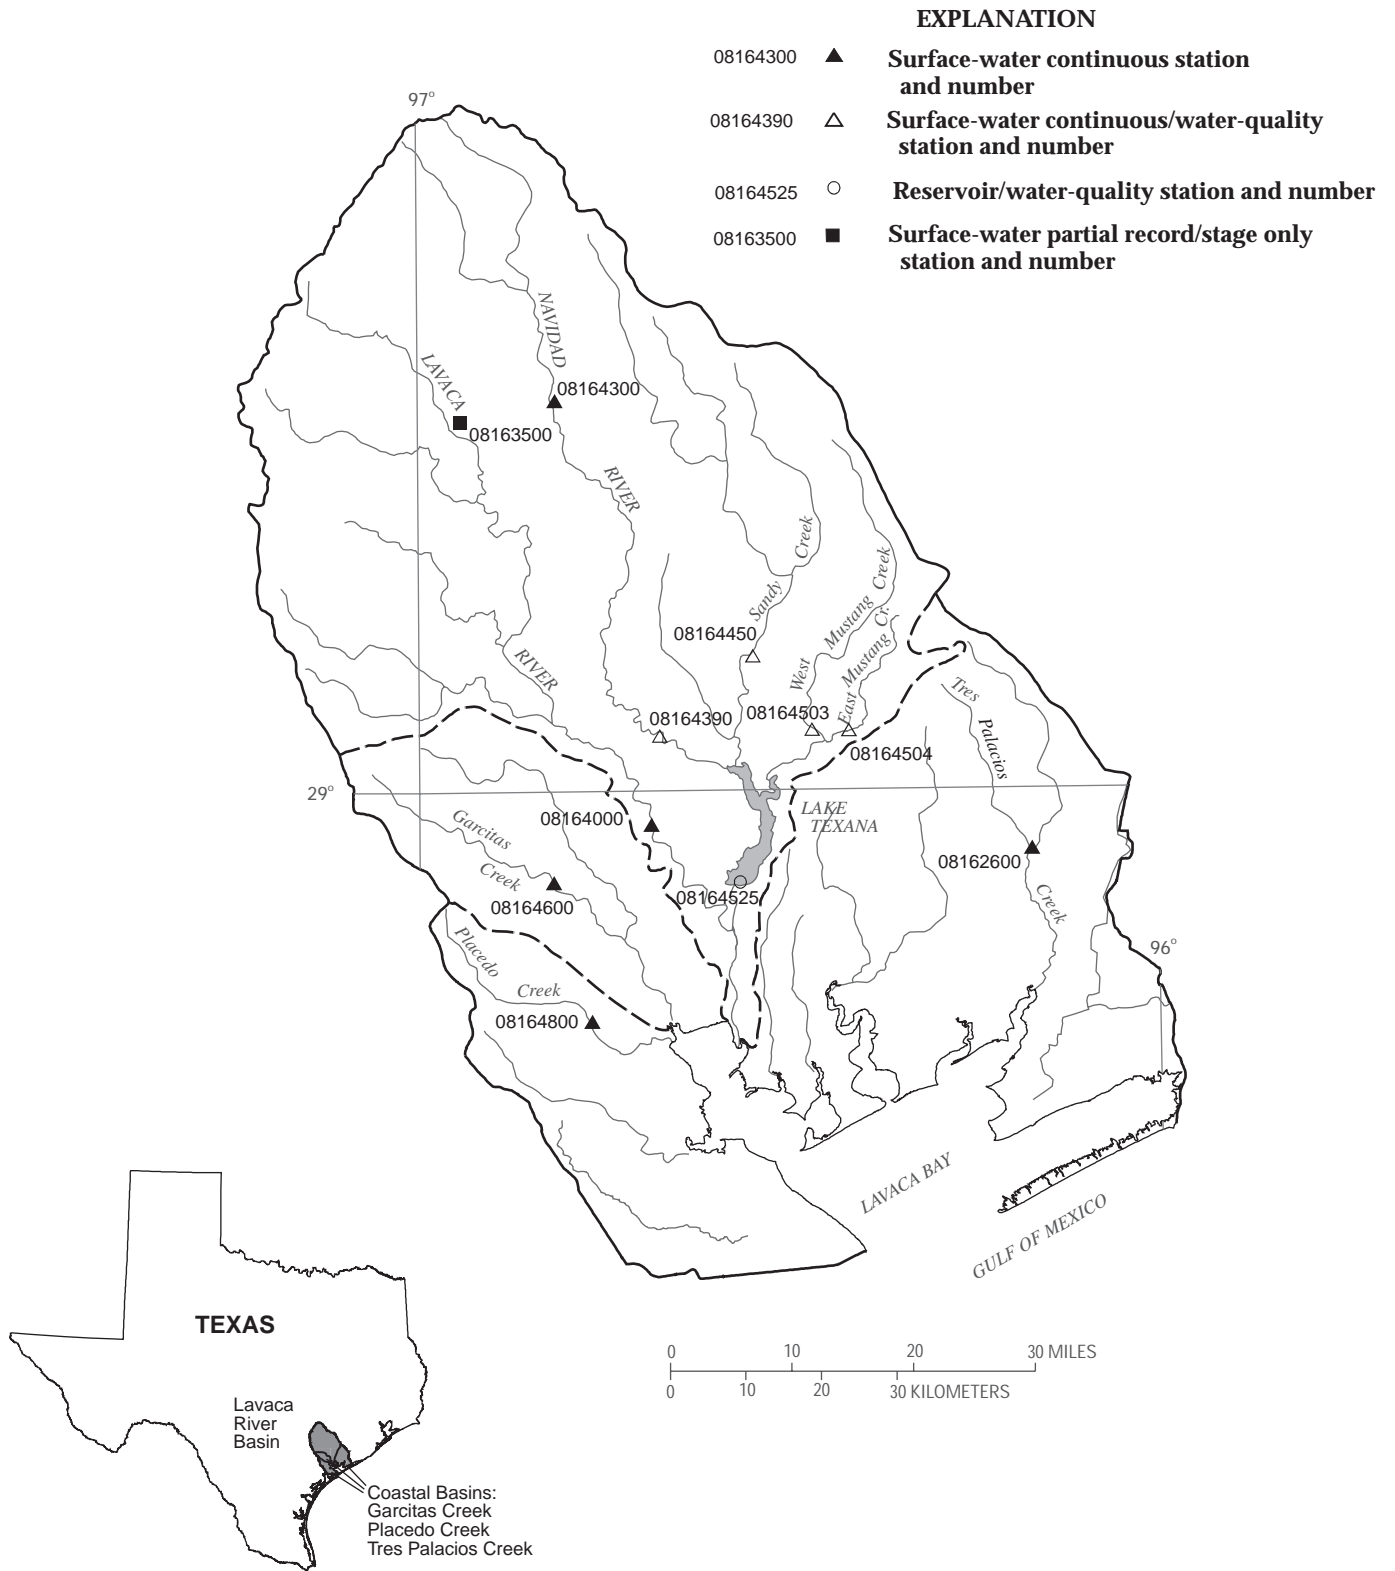 EXPLANATION
08164300 Surface-water continuous station
and number
08164390 Surface-water continuous/water-quality
station and number
08164525 Reservoir/water-quality station and number
08163500 Surface-water partial record/stage only
station and number
97°
NAVIDAD
LAVACA
08164300
08163500
RIVER
Creek
Sandy
Creek
Mustang
West
Cr.
Mustang
East
08164450
RIVER
08164390
08164503
08164504
Tres
Palacios
29°
LAKE
TEXANA
08164000
Garcitas
Creek
08164600
08164525
08162600
Creek
96°
Placedo
Creek
08164800
LAVACA BAY
GULF OF MEXICO
TEXAS
Lavaca
River
Basin
Coastal Basins:
Garcitas Creek
Placedo Creek
Tres Palacios Creek
0 10 20 30 MILES
0 10 20 30 KILOMETERS